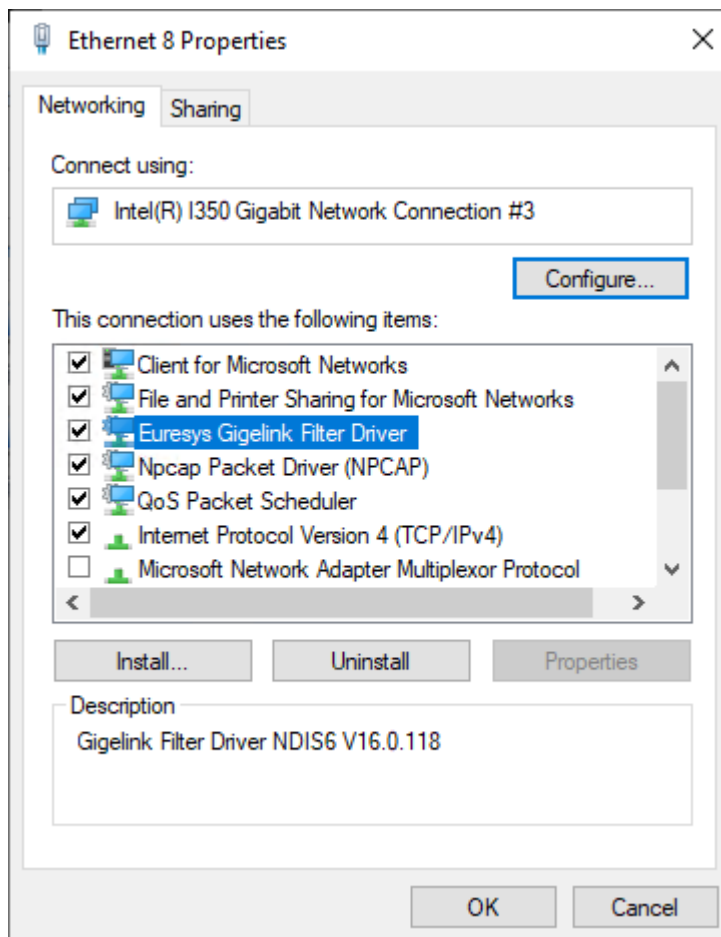 Ethernet 8 Properties
Networking
Sharing
Connect using:
Intel(R) I350 Gigabit Network Connection #3
Configure...
This connection uses the following items:
Client for Microsoft Networks
File and Printer Sharing for Microsoft Networks
Euresys Gigelink Filter Driver
Npcap Packet Driver (NPCAP)
QoS Packet Scheduler
Internet Protocol Version 4 (TCP/IPv4)
Microsoft Network Adapter Multiplexor Protocol
Install...
Uninstall
Properties
Description
Gigelink Filter Driver NDIS6 V16.0.118
OK
Cancel